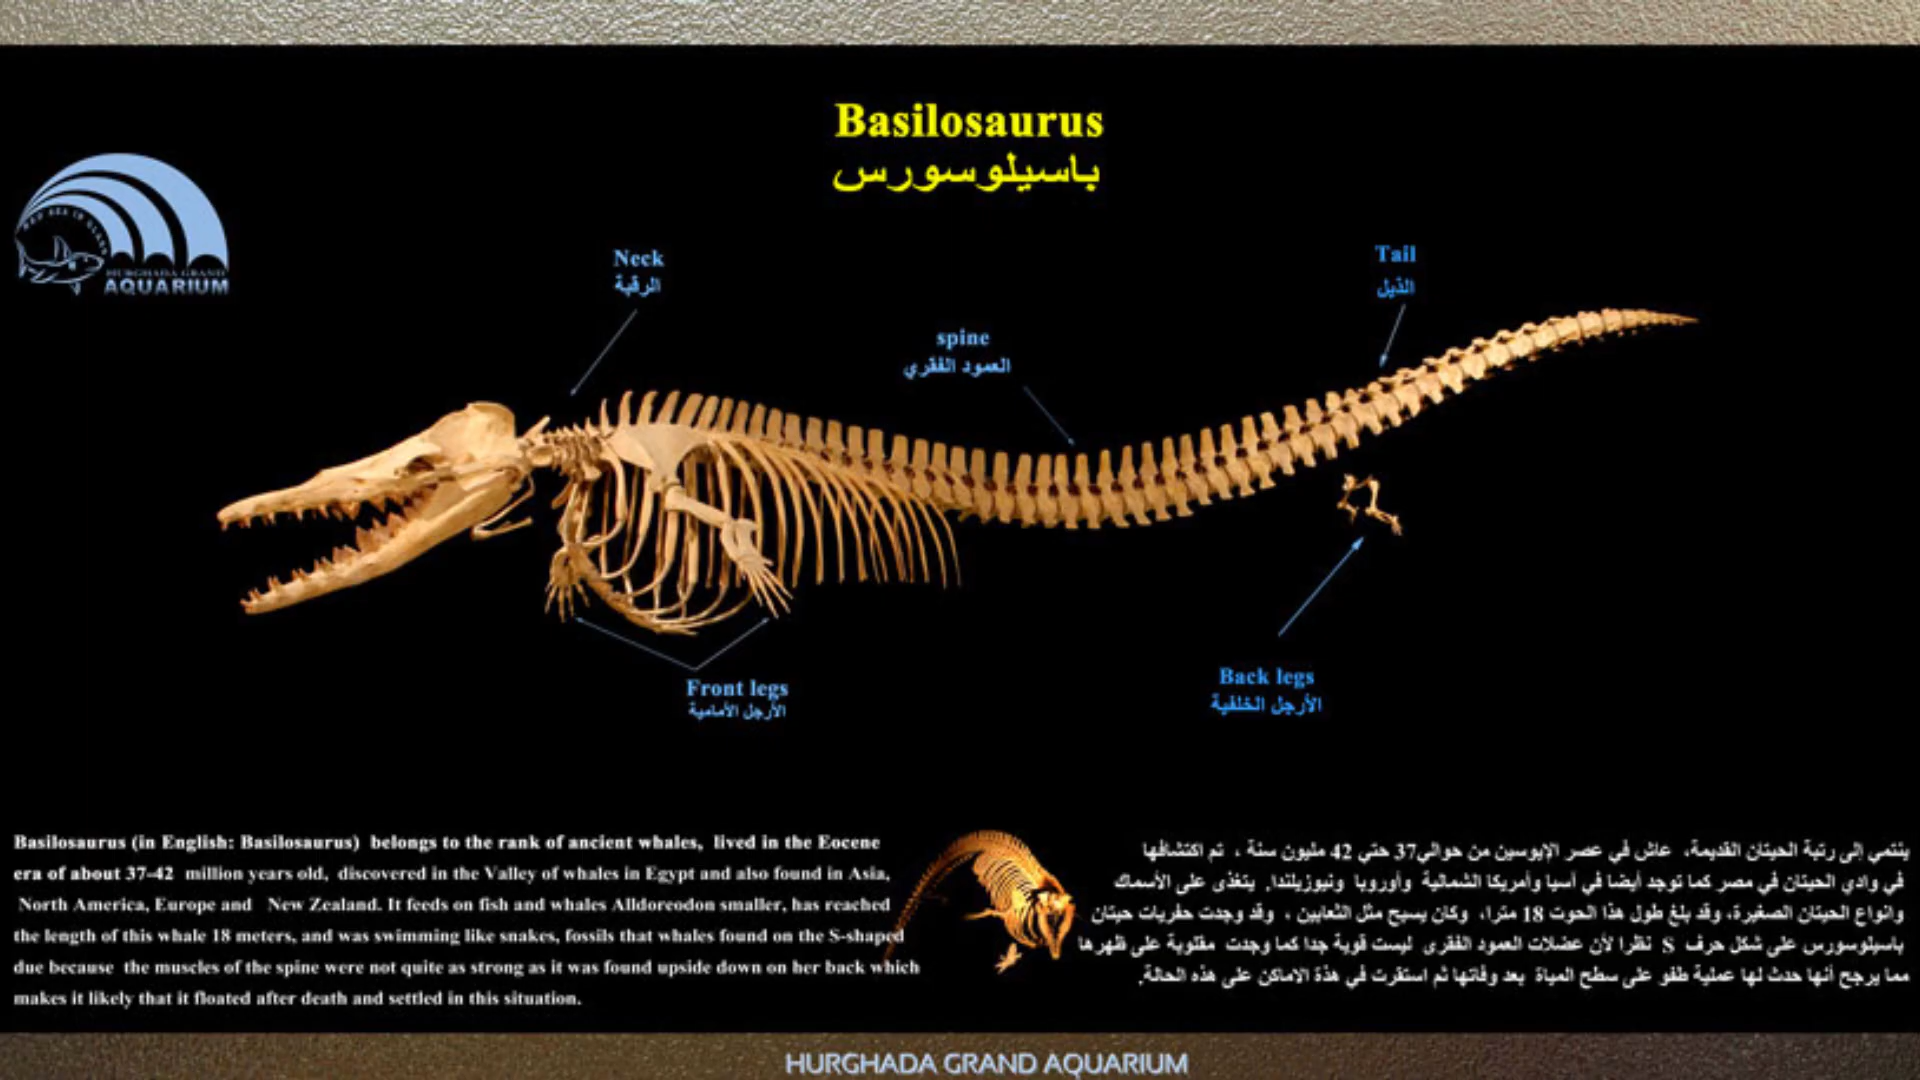 Basilosaurus
باسيلوسورس
Neck
الرقبة
Tail
الذيل
spine
العمود الفقري
RED SEA IN GLASS
HURGHADA GRAND
AQUARIUM
Front legs
الأرجل الأمامية
Back legs
الأرجل الخلفية
Basilosaurus (in English: Basilosaurus) belongs to the rank of ancient whales, lived in the Eocene
era of about 37-42 million years old, discovered in the Valley of whales in Egypt and also found in Asia,
North America, Europe and New Zealand. It feeds on fish and whales Alldoreodon smaller, has reached
the length of this whale 18 meters, and was swimming like snakes, fossils that whales found on the S-shaped
due because the muscles of the spine were not quite as strong as it was found upside down on her back which
makes it likely that it floated after death and settled in this situation.
ينتمي إلى رتبة الحيتان القديمة، عاش في عصر الإيوسين من حوالي37 حتي 42 مليون سنة ، تم اكتشافها
في وادي الحيتان في مصر كما توجد أيضا في آسيا وأمريكا الشمالية وأوروبا ونيوزيلندا. يتغذى على الأسماك
وانواع الحيتان الصغيرة، وقد بلغ طول هذا الحوت 18 مترا، وكان يسبح مثل الثعابين ، وقد وجدت حفريات حيتان
باسيلوسورس على شكل حرف S نظرا لأن عضلات العمود الفقرى ليست قوية جدا كما وجدت مقلوبة على ظهرها
مما يرجح أنها حدث لها عملية طفو على سطح المياة بعد وفاتها ثم استقرت في هذة الاماكن على هذه الحالة.
HURGHADA GRAND AQUARIUM